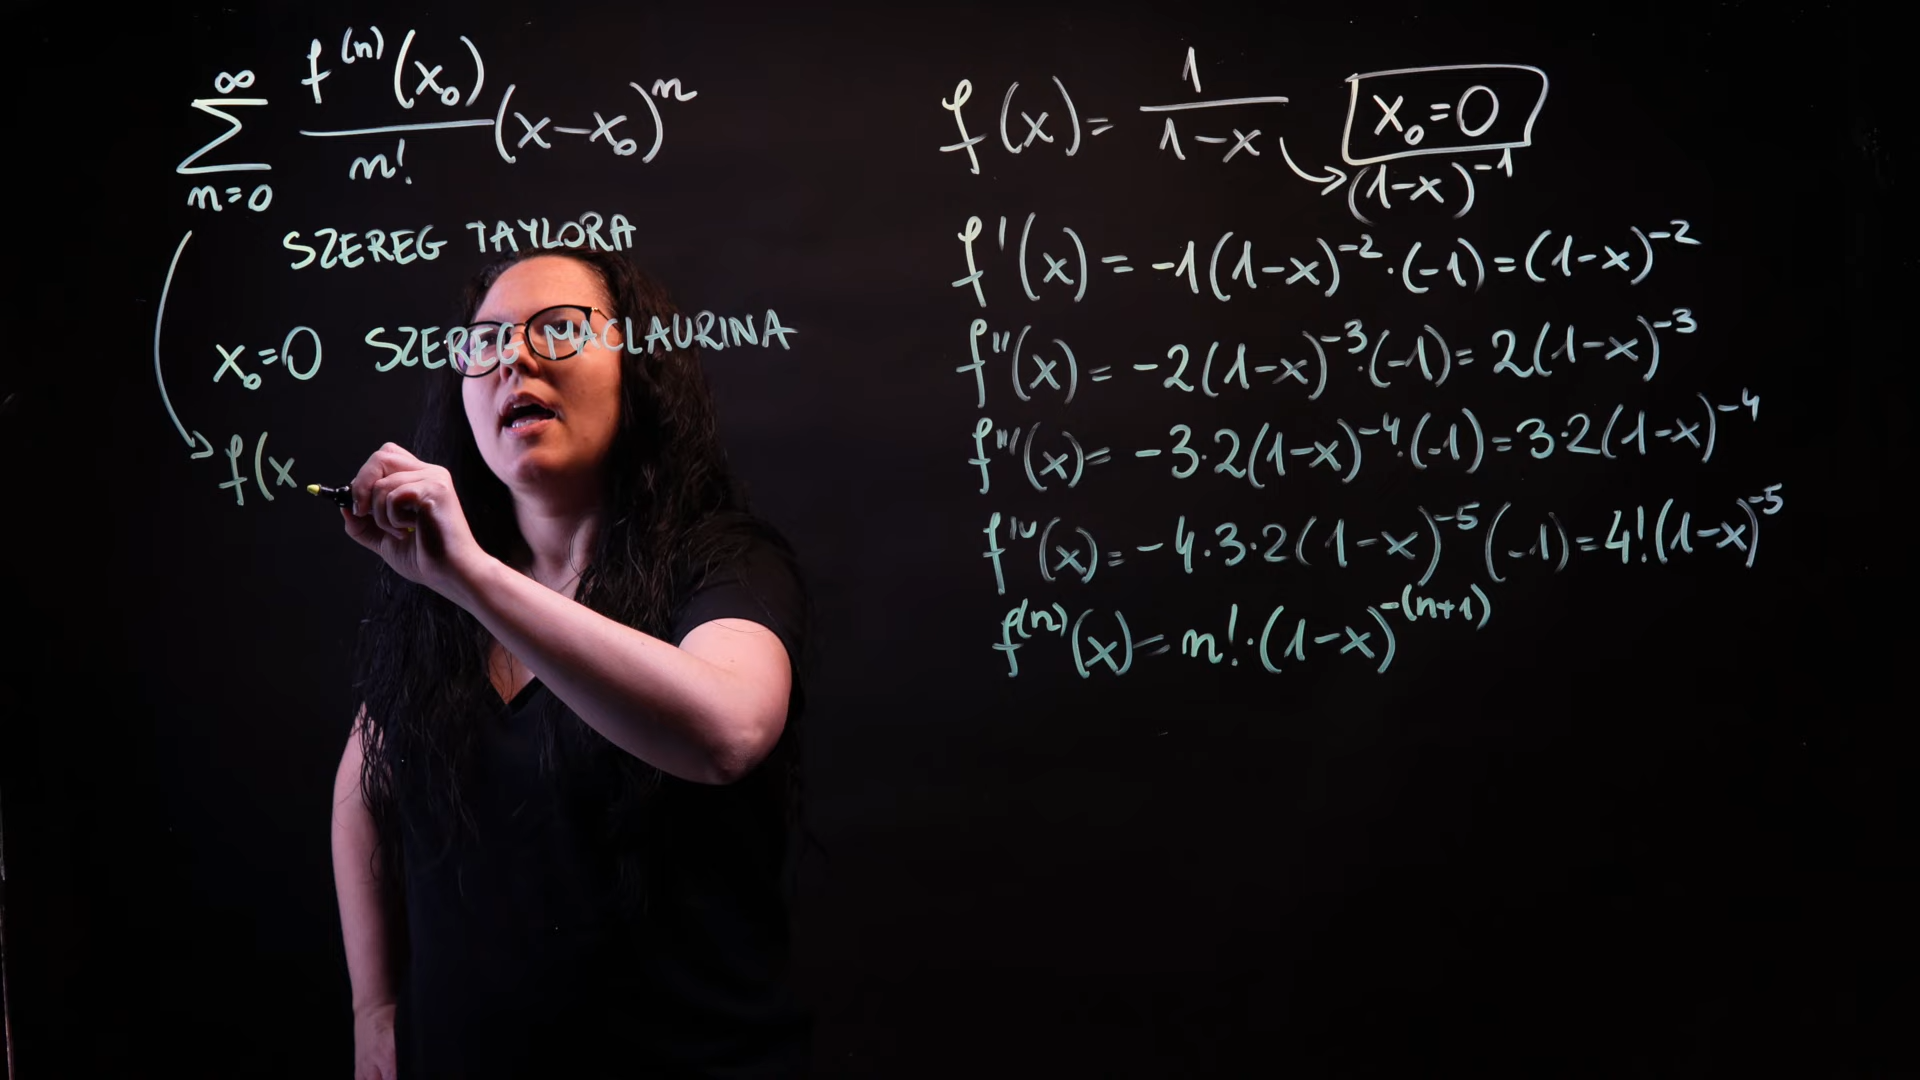 ∞
∑ f⁽ⁿ⁾(x₀) / n! (x-x₀)ⁿ
n=0
SZEREG TAYLORA
x₀=0 SZEREG MACLAURINA
f(x
f(x)= 1 / 1-x x₀=0
(1-x)⁻¹
f'(x) = -1(1-x)⁻²·(-1)=(1-x)⁻²
f''(x) = -2(1-x)⁻³·(-1)= 2(1-x)⁻³
f'''(x)= -3·2(1-x)⁻⁴·(-1)=3·2(1-x)⁻⁴
fᴵⱽ(x)=-4·3·2(1-x)⁻⁵(-1)=4!(1-x)⁻⁵
f⁽ⁿ⁾(x)= n!·(1-x)⁻⁽ⁿ⁺¹⁾